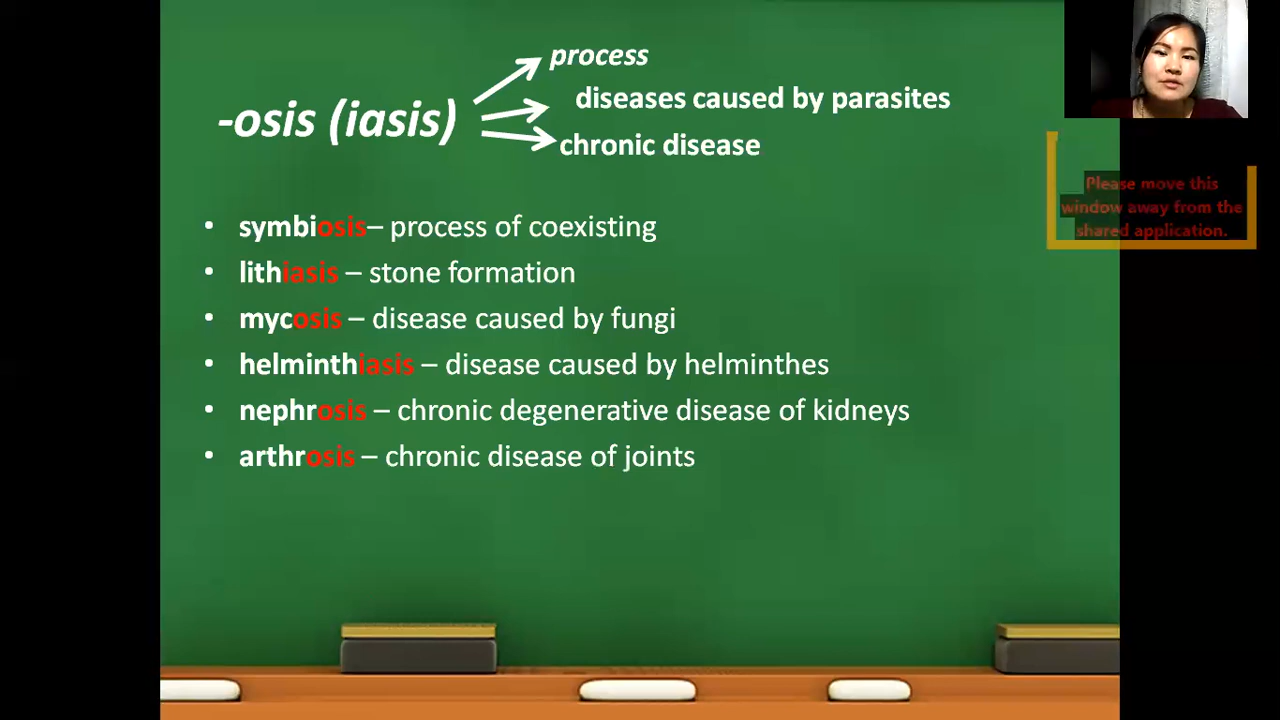 process
-osis (iasis)
diseases caused by parasites
chronic disease
• symbiosis– process of coexisting
• lithiasis – stone formation
• mycosis – disease caused by fungi
• helminthiasis – disease caused by helminthes
• nephrosis – chronic degenerative disease of kidneys
• arthrosis – chronic disease of joints
Please move this
window away from the
shared application.